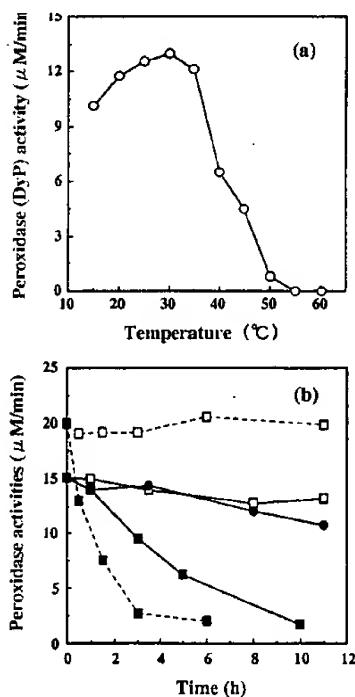 (a)
Peroxidase (DyP) activity (μM/min)
15
12
9
6
3
0
10 20 30 40 50 60 70
Temperature (℃)
(b)
Peroxidase activities (μM/min)
25
20
15
10
5
0
0 2 4 6 8 10 12
Time (h)